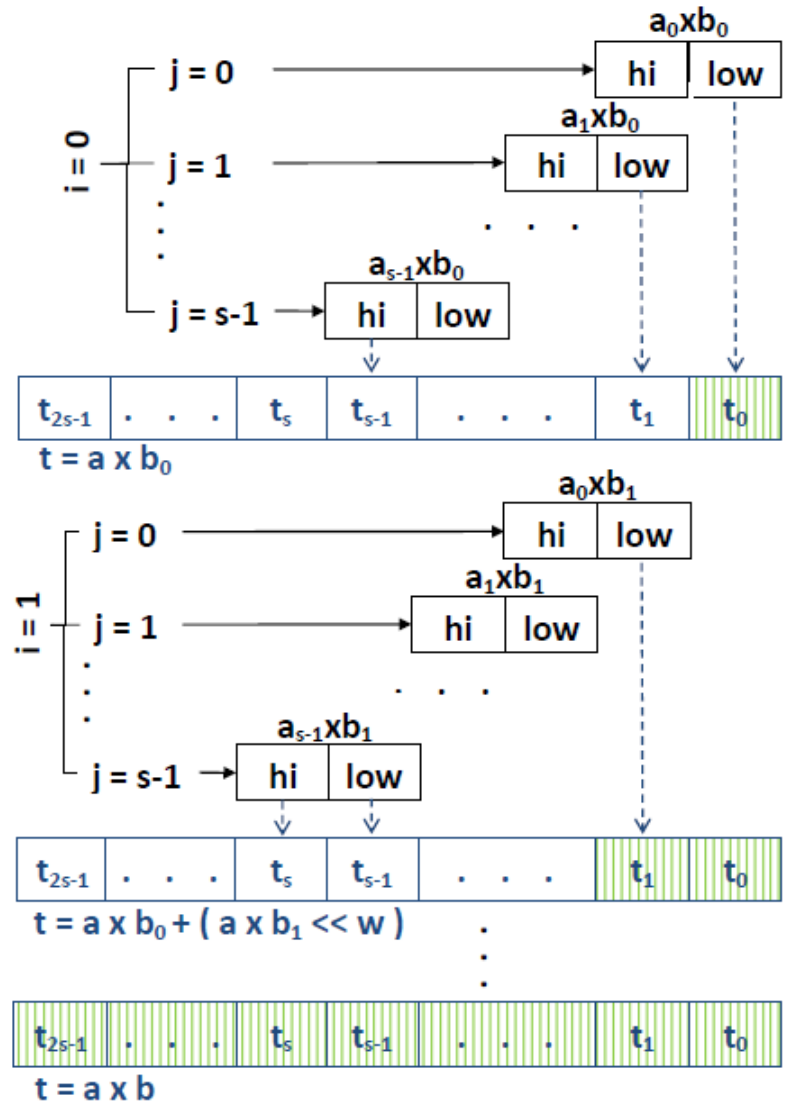 a₀xb₀
j = 0 hi low
i = 0
a₁xb₀
j = 1 hi low
. . .
. . .
aₛ₋₁xb₀
j = s-1 hi low
t₂ₛ₋₁ . . . tₛ tₛ₋₁ . . . t₁ t₀
t = a x b₀
a₀xb₁
j = 0 hi low
i = 1
a₁xb₁
j = 1 hi low
. . .
. . .
aₛ₋₁xb₁
j = s-1 hi low
t₂ₛ₋₁ . . . tₛ tₛ₋₁ . . . t₁ t₀
t = a x b₀ + ( a x b₁ << w )
. . .
t₂ₛ₋₁ . . . tₛ tₛ₋₁ . . . t₁ t₀
t = a x b